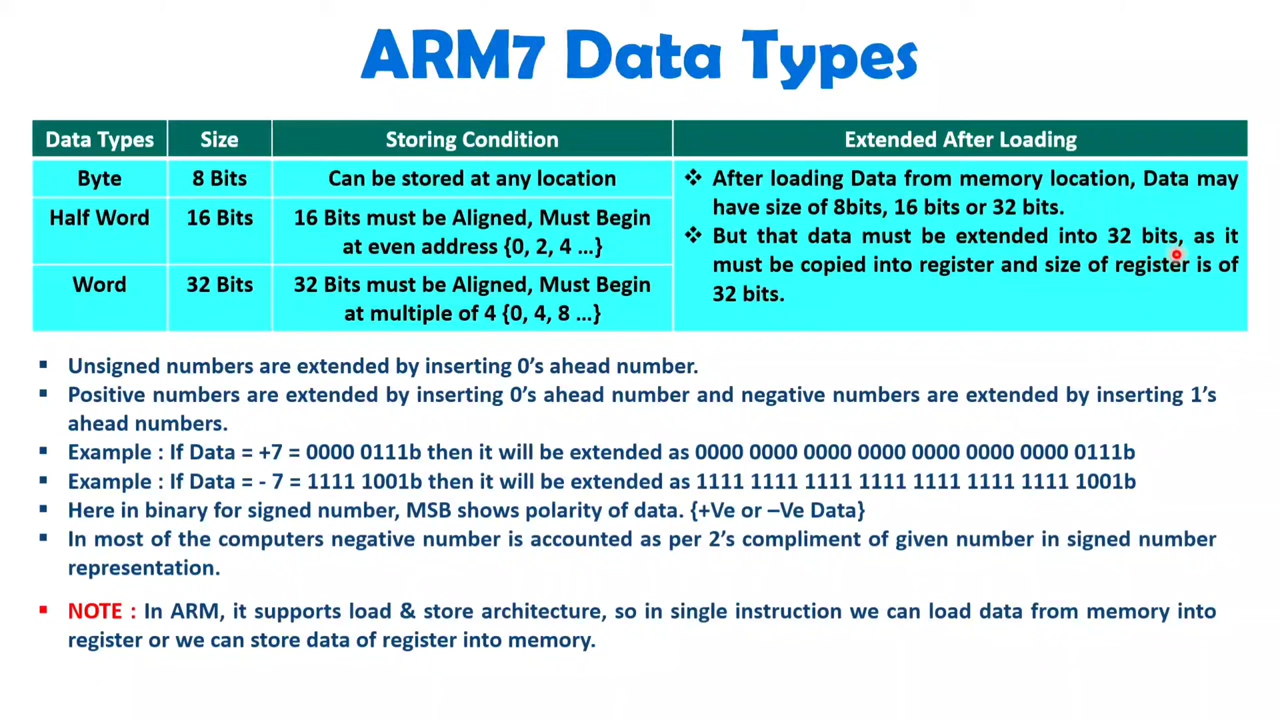 ARM7 Data Types
Data Types Size Storing Condition Extended After Loading
Byte 8 Bits Can be stored at any location
Half Word 16 Bits 16 Bits must be Aligned, Must Begin
at even address {0, 2, 4 ...}
Word 32 Bits 32 Bits must be Aligned, Must Begin
at multiple of 4 {0, 4, 8 ...}
❖ After loading Data from memory location, Data may
have size of 8bits, 16 bits or 32 bits.
❖ But that data must be extended into 32 bits, as it
must be copied into register and size of register is of
32 bits.
▪ Unsigned numbers are extended by inserting 0's ahead number.
▪ Positive numbers are extended by inserting 0's ahead number and negative numbers are extended by inserting 1's
ahead numbers.
▪ Example : If Data = +7 = 0000 0111b then it will be extended as 0000 0000 0000 0000 0000 0000 0000 0111b
▪ Example : If Data = - 7 = 1111 1001b then it will be extended as 1111 1111 1111 1111 1111 1111 1111 1001b
▪ Here in binary for signed number, MSB shows polarity of data. {+Ve or –Ve Data}
▪ In most of the computers negative number is accounted as per 2's compliment of given number in signed number
representation.
▪ NOTE : In ARM, it supports load & store architecture, so in single instruction we can load data from memory into
register or we can store data of register into memory.